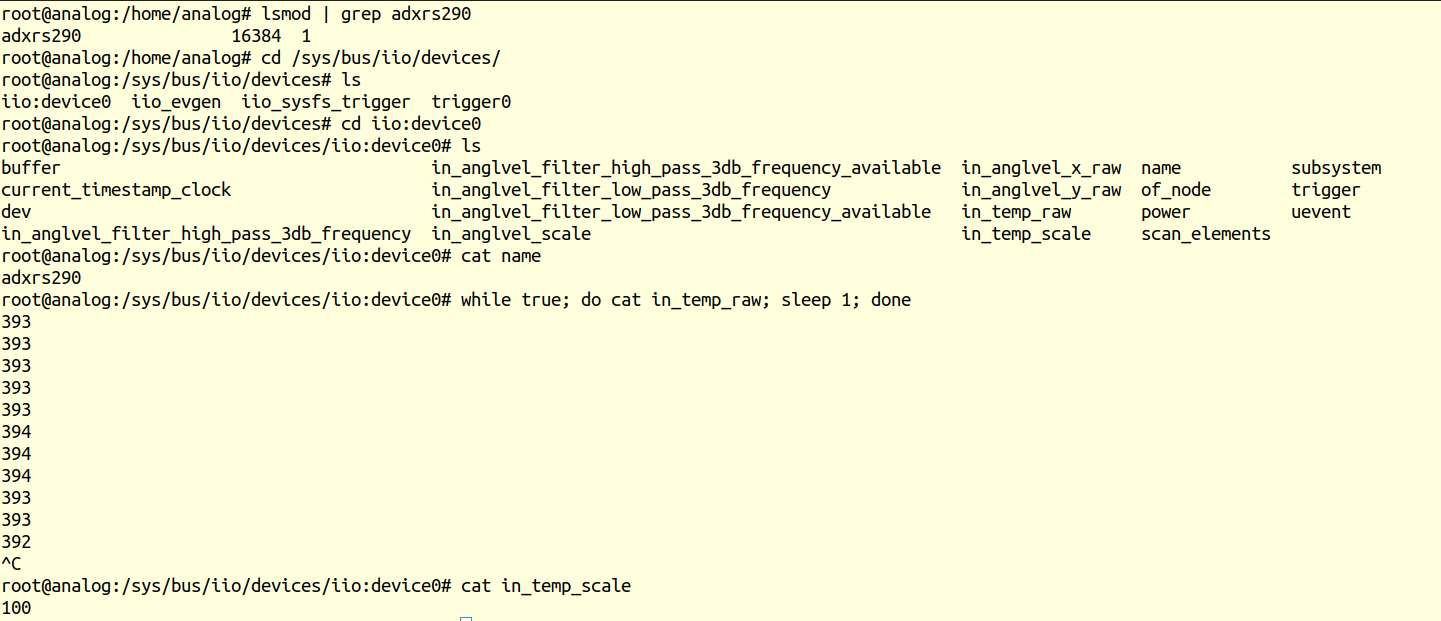 root@analog:/home/analog# lsmod | grep adxrs290
adxrs290               16384  1
root@analog:/home/analog# cd /sys/bus/iio/devices/
root@analog:/sys/bus/iio/devices# ls
iio:device0  iio_evgen  iio_sysfs_trigger  trigger0
root@analog:/sys/bus/iio/devices# cd iio:device0
root@analog:/sys/bus/iio/devices/iio:device0# ls
buffer                                     in_anglvel_filter_high_pass_3db_frequency_available  in_anglvel_x_raw  name           subsystem
current_timestamp_clock                    in_anglvel_filter_low_pass_3db_frequency             in_anglvel_y_raw  of_node        trigger
dev                                        in_anglvel_filter_low_pass_3db_frequency_available   in_temp_raw       power          uevent
in_anglvel_filter_high_pass_3db_frequency  in_anglvel_scale                                     in_temp_scale     scan_elements
root@analog:/sys/bus/iio/devices/iio:device0# cat name
adxrs290
root@analog:/sys/bus/iio/devices/iio:device0# while true; do cat in_temp_raw; sleep 1; done
393
393
393
393
393
394
394
394
393
393
392
^C
root@analog:/sys/bus/iio/devices/iio:device0# cat in_temp_scale
100